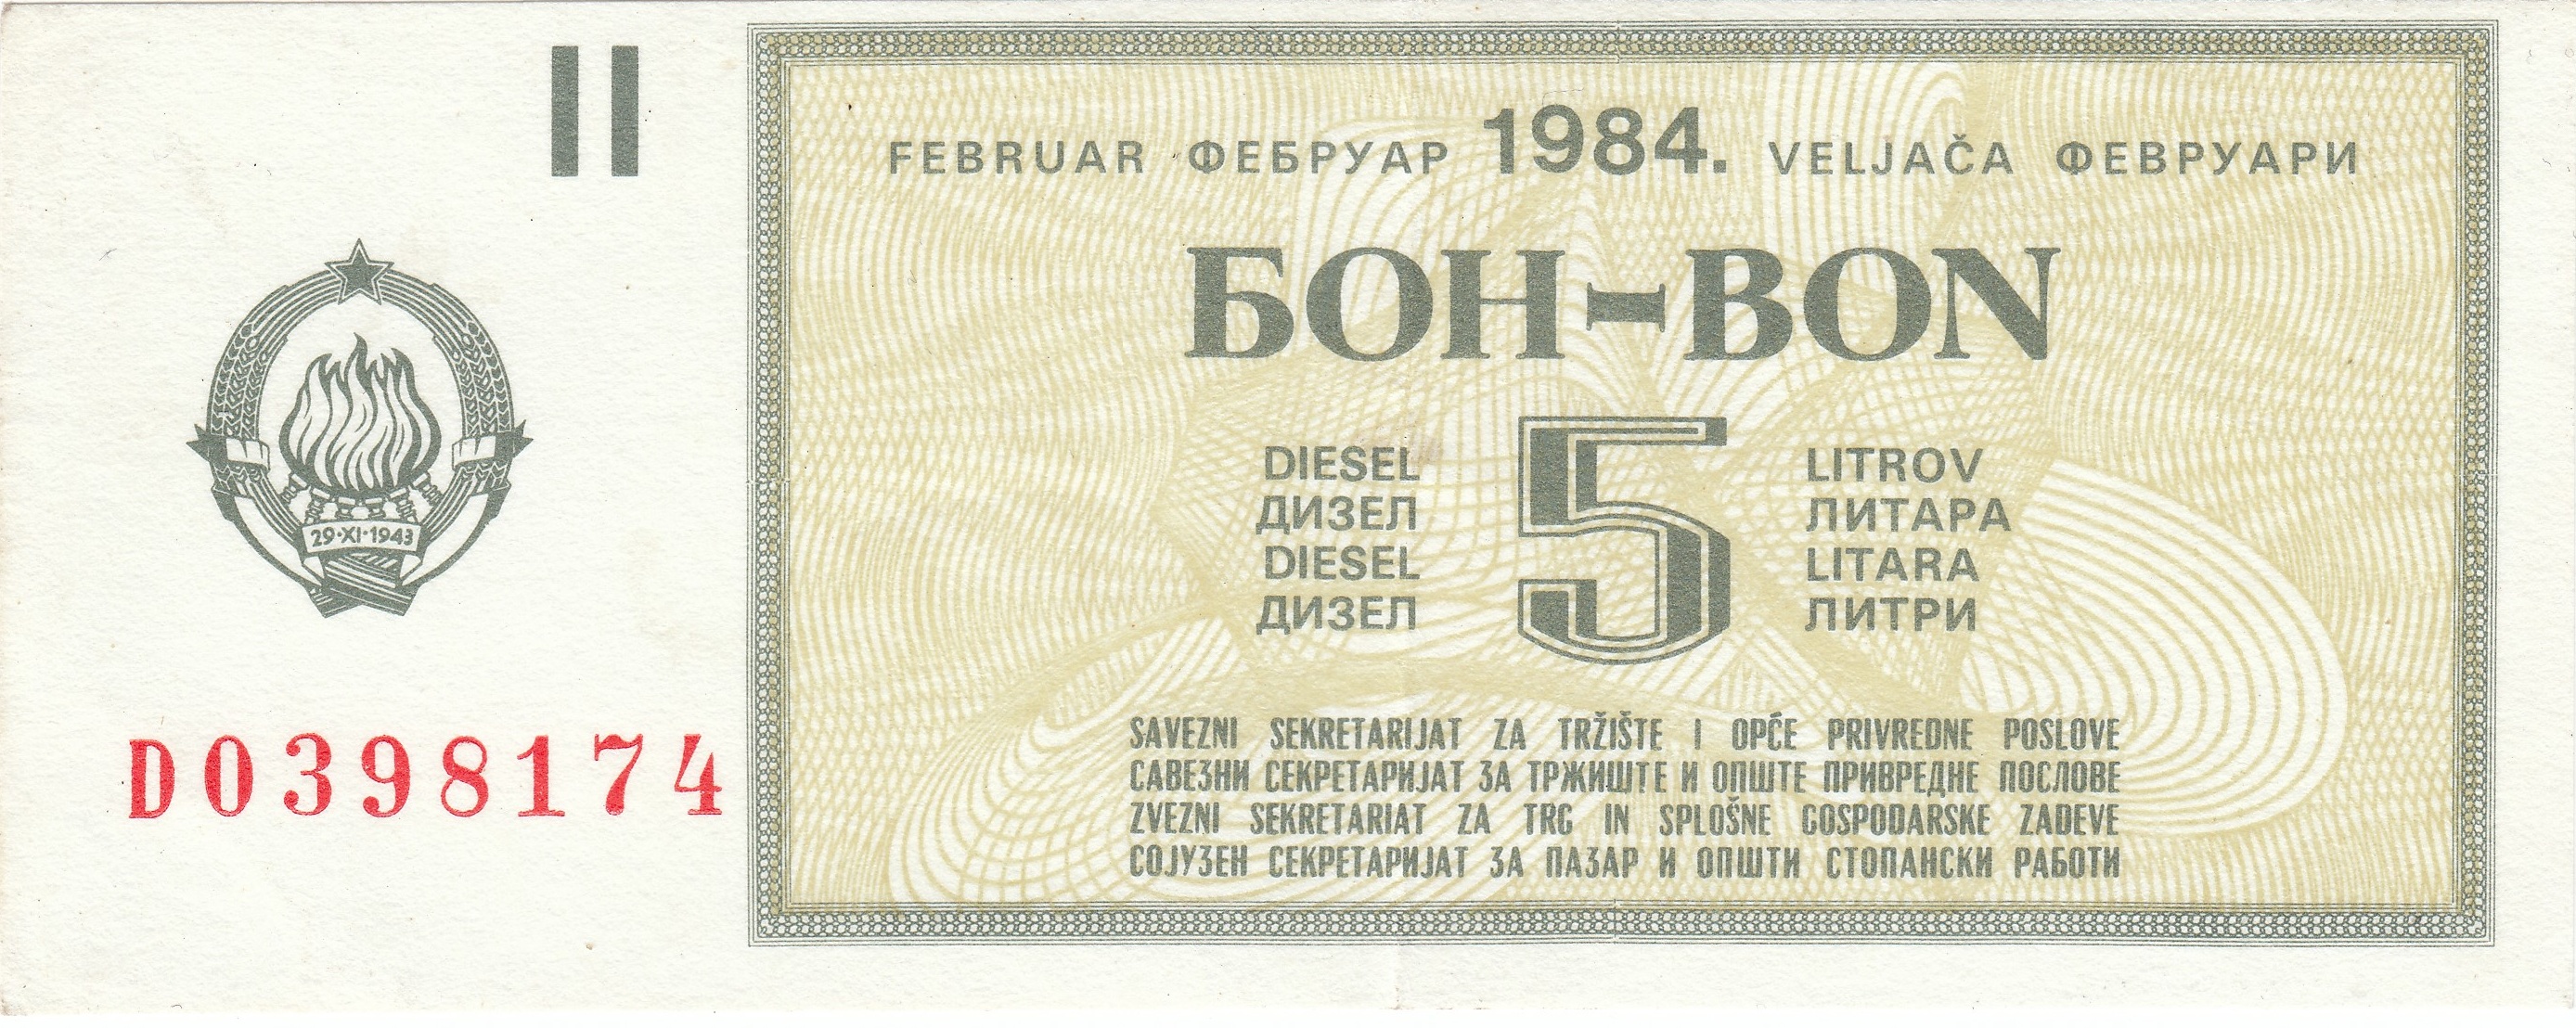 II
FEBRUAR ФЕБРУАР 1984. VELJAČA ФЕВРУАРИ
БОН-BON
DIESEL 5 LITROV
ДИЗЕЛ ЛИТАРА
DIESEL LITARA
ДИЗЕЛ ЛИТРИ
29·XI·1943
D0398174
SAVEZNI SEKRETARIJAT ZA TRŽIŠTE I OPĆE PRIVREDNE POSLOVE
САВЕЗНИ СЕКРЕТАРИЈАТ ЗА ТРЖИШТЕ И ОПШТЕ ПРИВРЕДНЕ ПОСЛОВЕ
ZVEZNI SEKRETARIAT ZA TRG IN SPLOŠNE GOSPODARSKE ZADEVE
СОЈУЗЕН СЕКРЕТАРИЈАТ ЗА ПАЗАР И ОПШТИ СТОПАНСКИ РАБОТИ